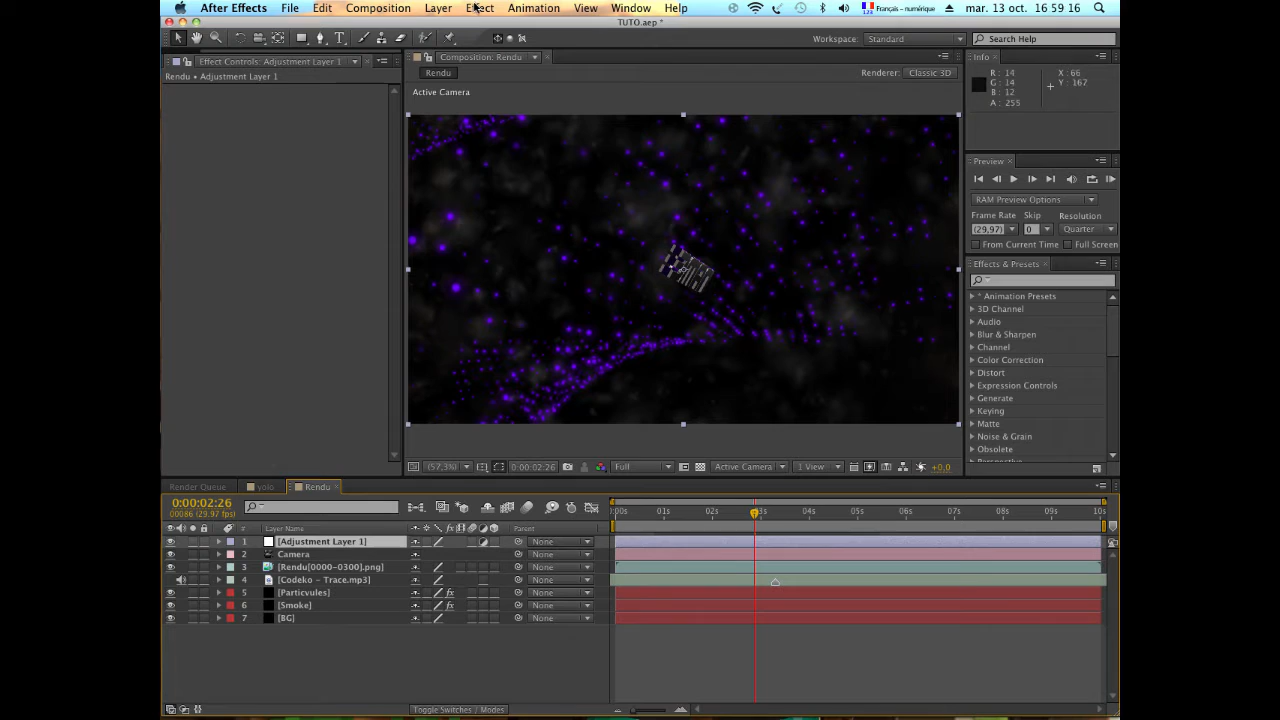 After Effects File Edit Composition Layer Effect Animation View Window Help Français - numérique mar. 13 oct. 16 59 16
TUTO.aep *
Workspace: Standard Search Help
Effect Controls: Adjustment Layer 1
Composition: Rendu
Info
Rendu • Adjustment Layer 1
Rendu
Renderer: Classic 3D
Active Camera
R: 14
G: 14
B: 12
A: 255
X: 66
Y: 167
Preview
RAM Preview Options
Frame Rate Skip Resolution
(29,97) 0 Quarter
From Current Time Full Screen
Effects & Presets
* Animation Presets
3D Channel
Audio
Blur & Sharpen
Channel
Color Correction
Distort
Expression Controls
Generate
Keying
Matte
Noise & Grain
Obsolete
(57,3%) 0:00:02:26 Full Active Camera 1 View +0,0
Render Queue yolo Rendu
0:00:02:26
00086 (29.97 fps)
:00s 01s 02s 03s 04s 05s 06s 07s 08s 09s 10s
# Layer Name Parent
1 [Adjustment Layer 1] None
2 Camera None
3 [Rendu[0000-0300].png] None
4 [Codeko - Trace.mp3] None
5 [Particvules] None
6 [Smoke] None
7 [BG] None
Toggle Switches / Modes